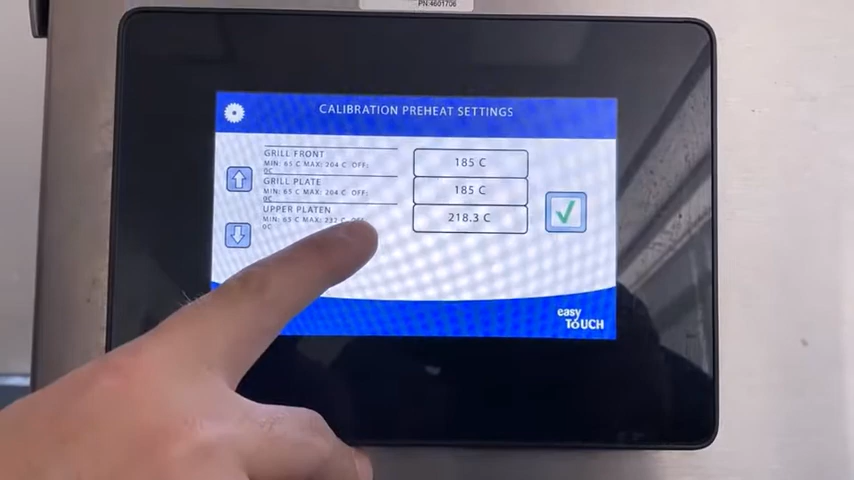 PN:4601706
CALIBRATION PREHEAT SETTINGS
GRILL FRONT
MIN: 65 C MAX: 204 C OFF:
0C
185 C
GRILL PLATE
MIN: 65 C MAX: 204 C OFF:
0C
185 C
UPPER PLATEN
MIN: 65 C MAX: 232 C OFF:
0C
218.3 C
easy
TOUCH